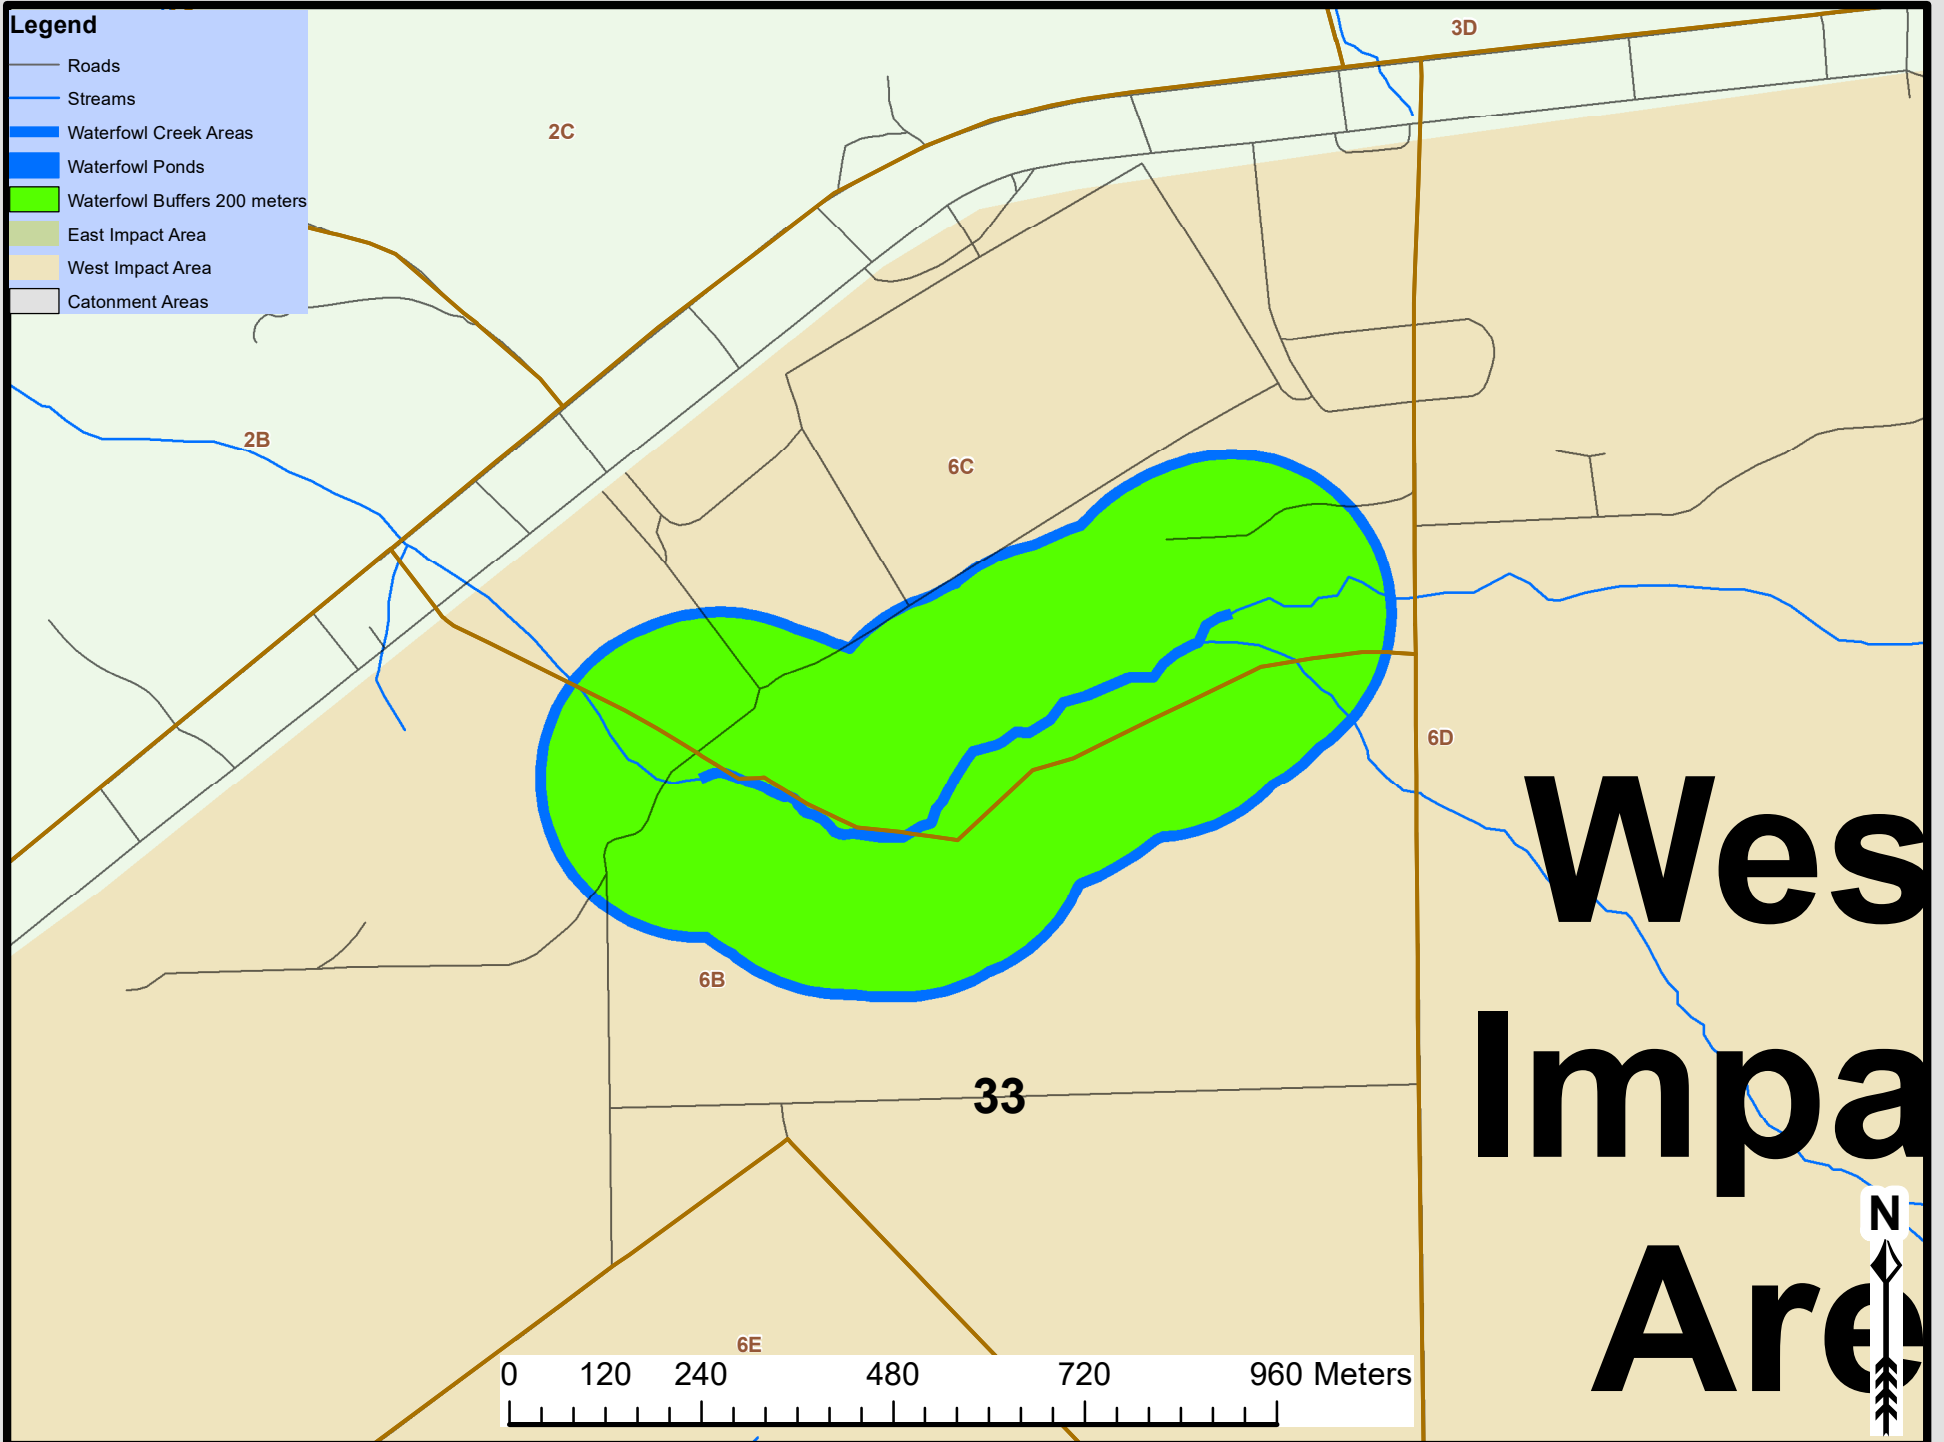 Legend
Roads
Streams
Waterfowl Creek Areas
Waterfowl Ponds
Waterfowl Buffers 200 meters
East Impact Area
West Impact Area
Catonment Areas
3D
2C
2B
6C
6D
Wes
6B
33
Impa
N
Are
6E
0 120 240 480 720 960 Meters